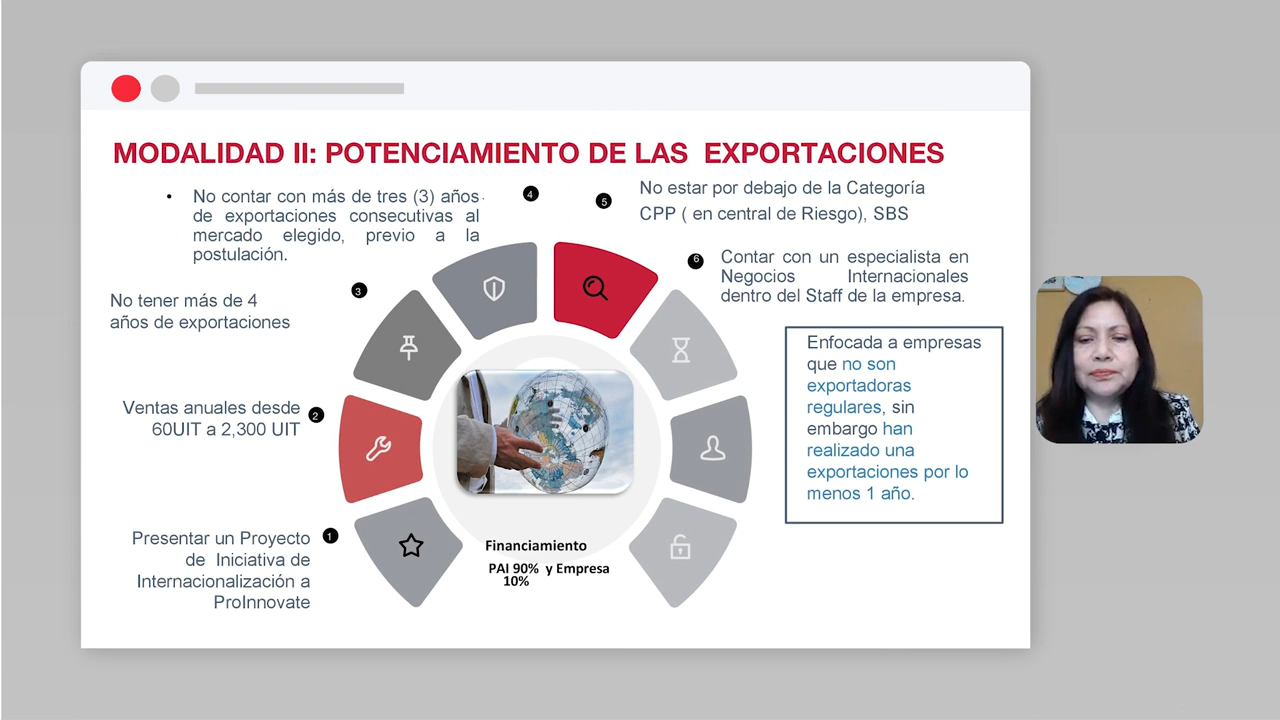 MODALIDAD II: POTENCIAMIENTO DE LAS EXPORTACIONES
• No contar con más de tres (3) años
de exportaciones consecutivas al
mercado elegido, previo a la
postulación.
4
5
No estar por debajo de la Categoría
CPP ( en central de Riesgo), SBS
6
Contar con un especialista en
Negocios Internacionales
dentro del Staff de la empresa.
3
No tener más de 4
años de exportaciones
Enfocada a empresas
que no son
exportadoras
regulares, sin
embargo han
realizado una
exportaciones por lo
menos 1 año.
Ventas anuales desde
60UIT a 2,300 UIT
2
Presentar un Proyecto
de Iniciativa de
Internacionalización a
ProInnovate
1
Financiamiento
PAI 90% y Empresa
10%